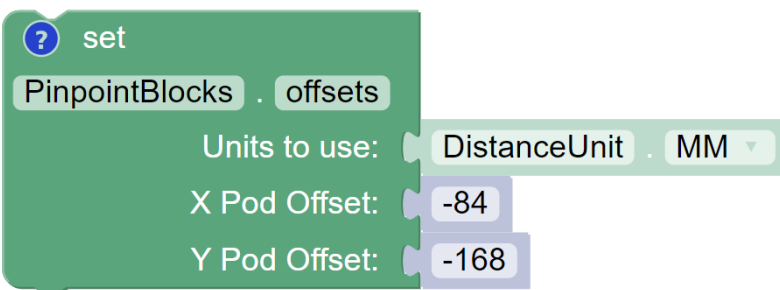 ? set
PinpointBlocks . offsets
Units to use: DistanceUnit . MM
X Pod Offset: -84
Y Pod Offset: -168